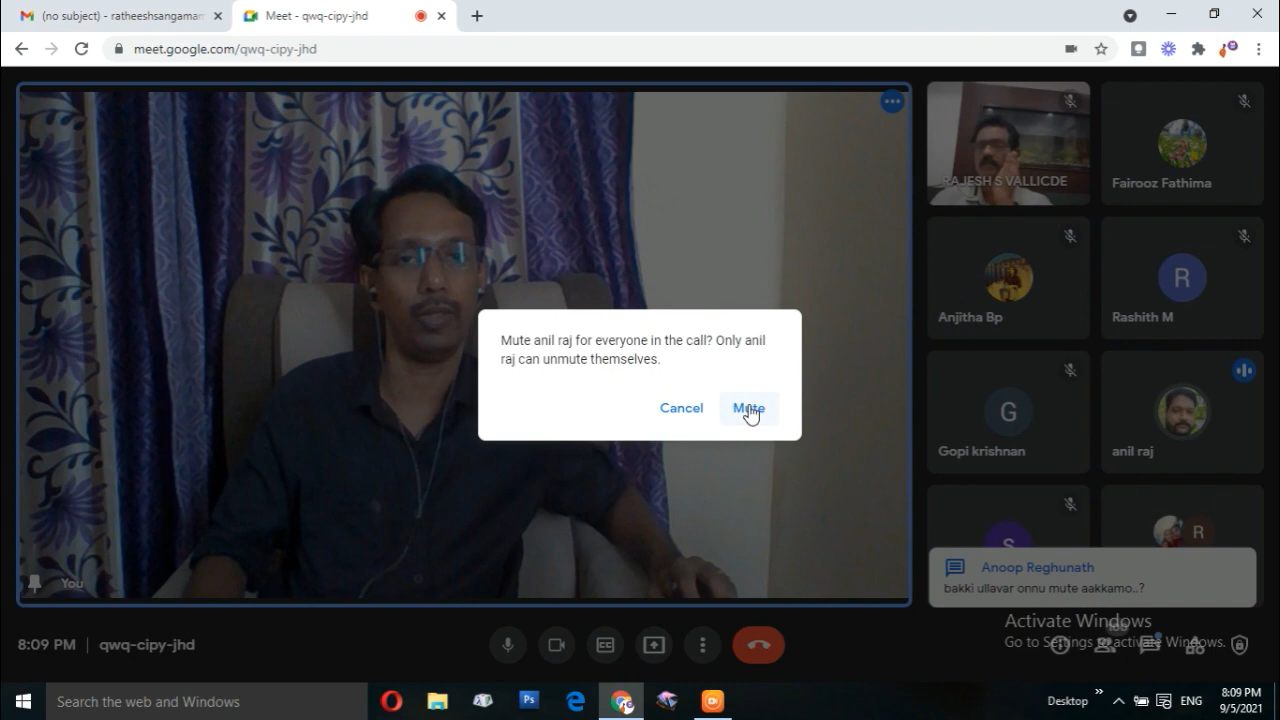 (no subject) - ratheeshsangamam
Meet - qwq-cipy-jhd
meet.google.com/qwq-cipy-jhd
RAJESH S VALLICDE
Fairooz Fathima
Anjitha Bp
R
Rashith M
G
Gopi krishnan
anil raj
S
R
Mute anil raj for everyone in the call? Only anil
raj can unmute themselves.
Cancel
Mute
You
Anoop Reghunath
bakki ullavar onnu mute aakkamo..?
Activate Windows
Go to Settings to activate Windows.
8:09 PM | qwq-cipy-jhd
CC
Search the web and Windows
Ps
Desktop
ENG
8:09 PM
9/5/2021